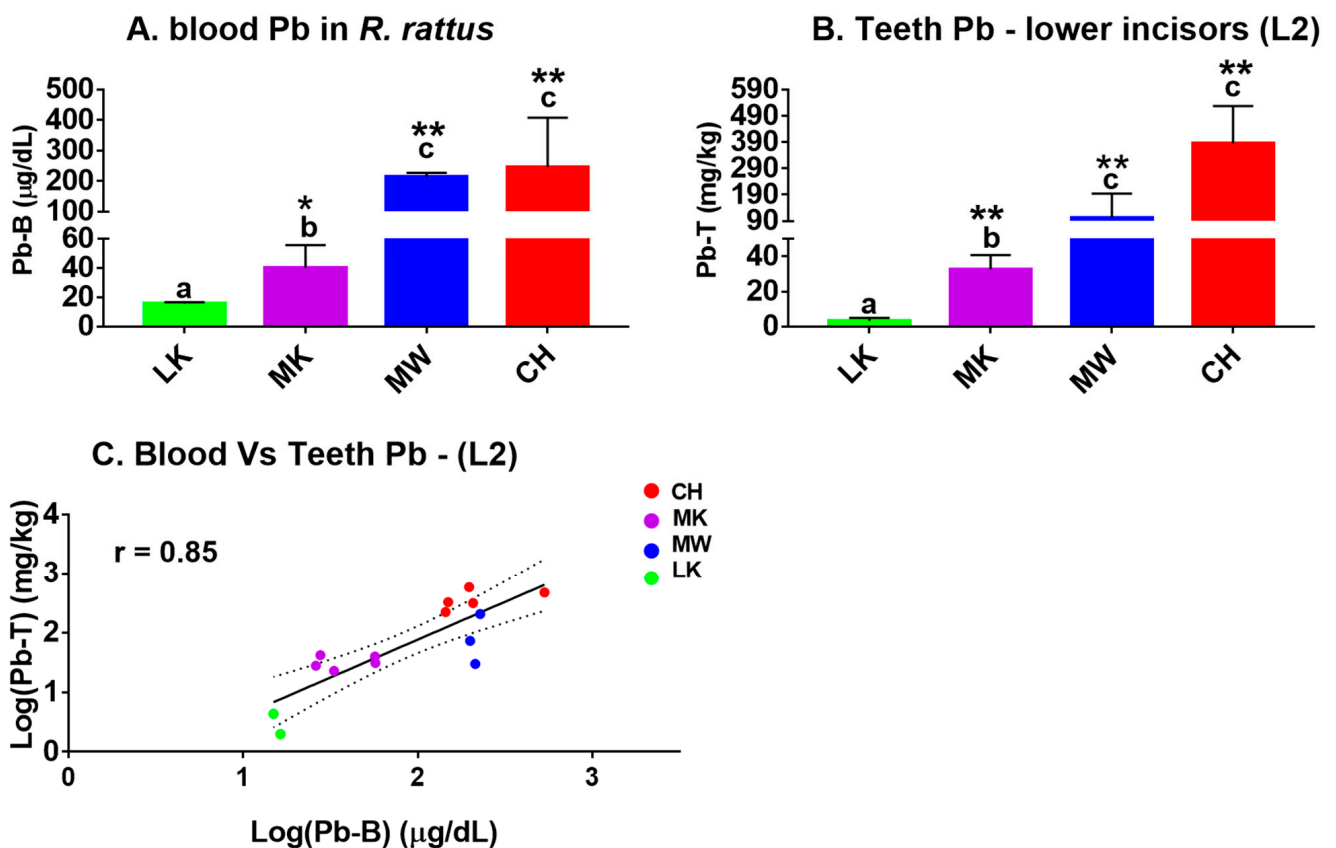 A. blood Pb in R. rattus
Pb-B (μg/dL)
500
400
300
200
100
60
40
20
0
**
c
**
c
*
b
a
LK
MK
MW
CH
B. Teeth Pb - lower incisors (L2)
Pb-T (mg/kg)
590
490
390
290
190
90
40
20
0
**
c
**
c
**
b
a
LK
MK
MW
CH
C. Blood Vs Teeth Pb - (L2)
Log(Pb-T) (mg/kg)
4
3
2
1
0
r = 0.85
CH
MK
MW
LK
0
1
2
3
Log(Pb-B) (μg/dL)